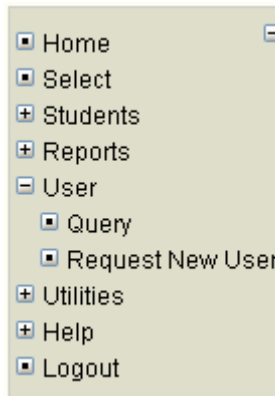 Home
Select
Students
Reports
User
Query
Request New User
Utilities
Help
Logout